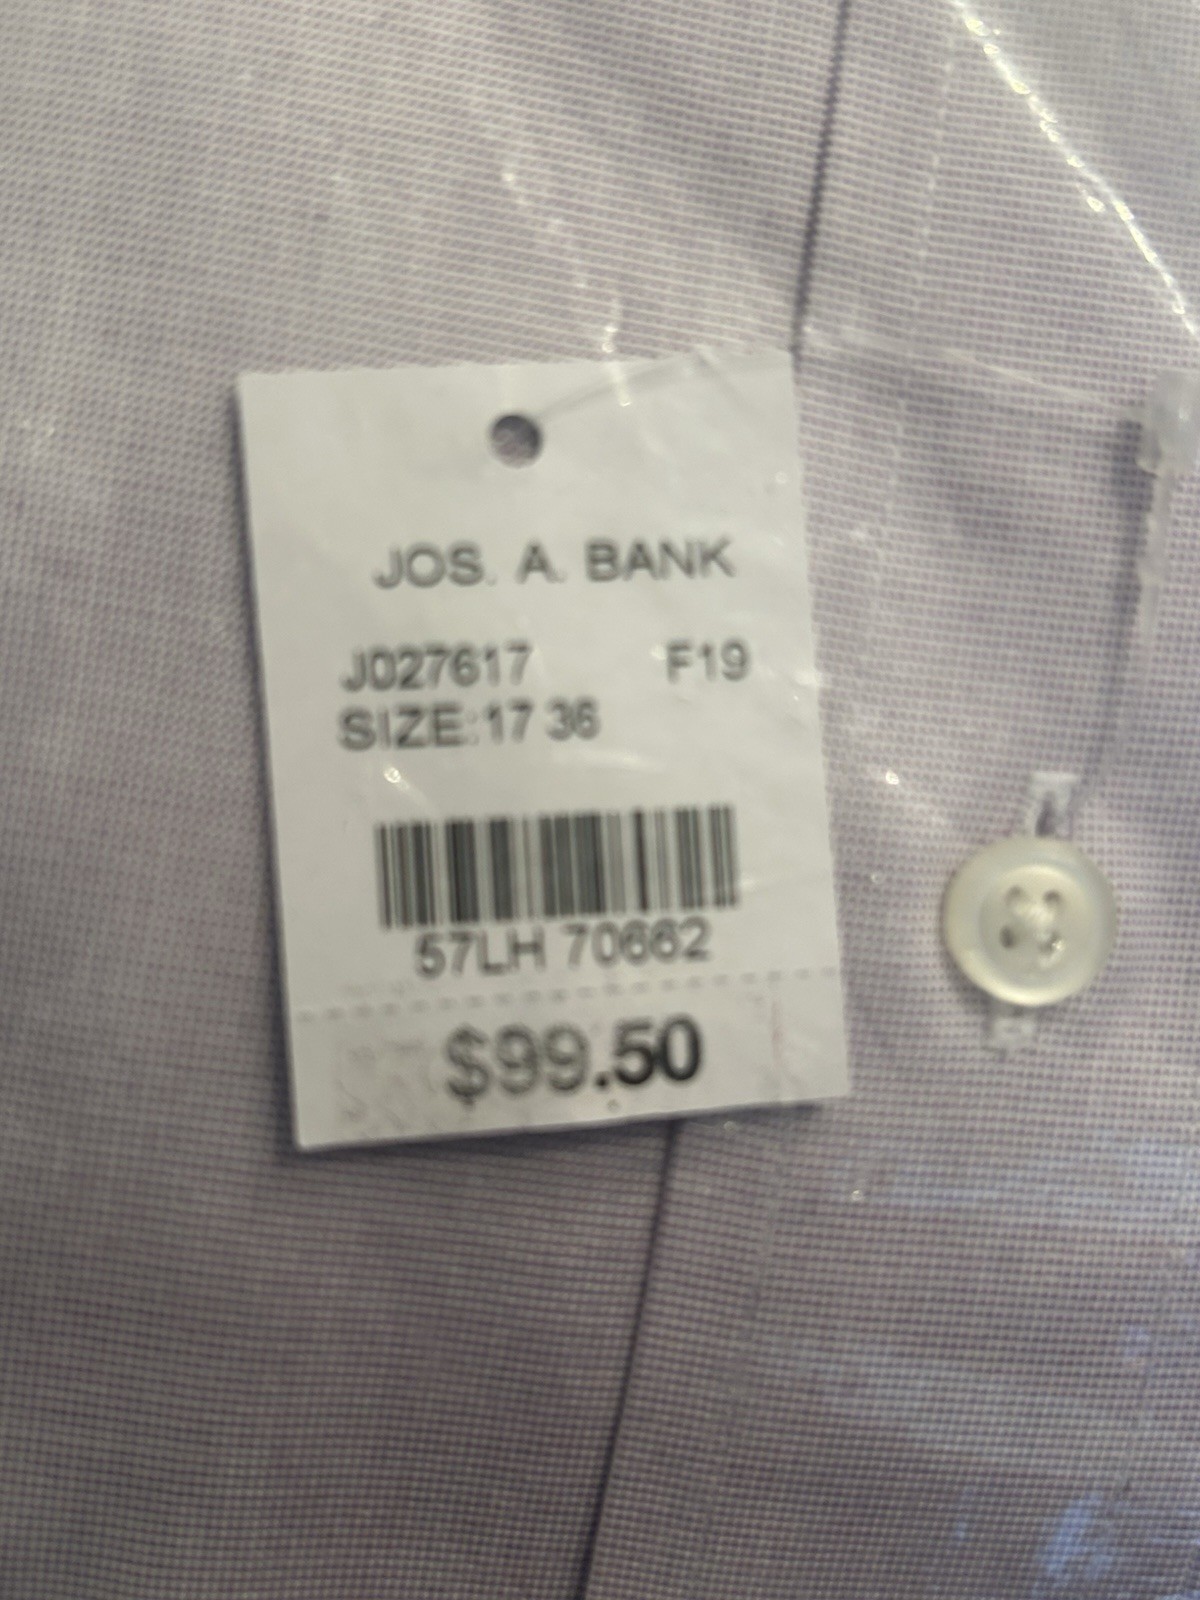 JOS. A. BANK
J027617 F19
SIZE:17 36
57LH 70662
$99.50